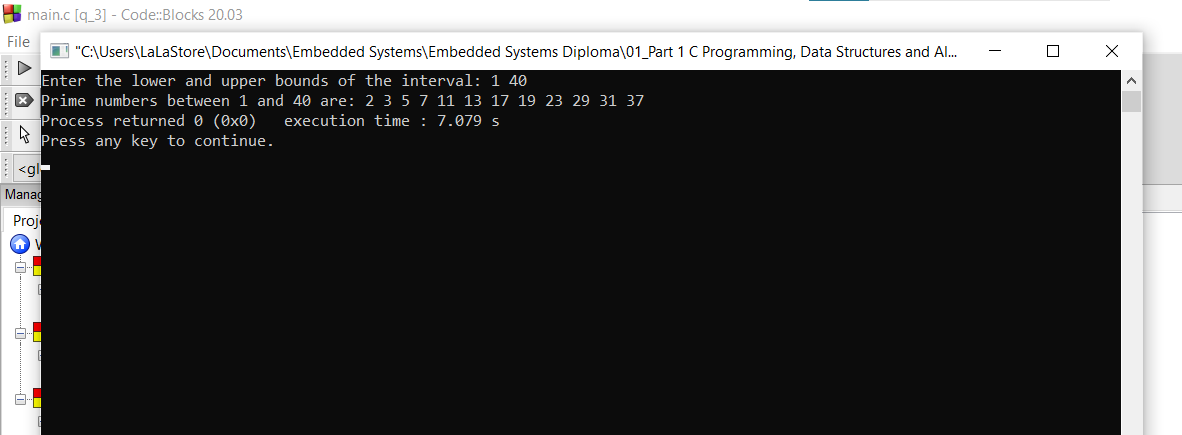 main.c [q_3] - Code::Blocks 20.03
File
"C:\Users\LaLaStore\Documents\Embedded Systems\Embedded Systems Diploma\01_Part 1 C Programming, Data Structures and Al...
Enter the lower and upper bounds of the interval: 1 40
Prime numbers between 1 and 40 are: 2 3 5 7 11 13 17 19 23 29 31 37
Process returned 0 (0x0)   execution time : 7.079 s
Press any key to continue.
<gl
Manag
Proj
W